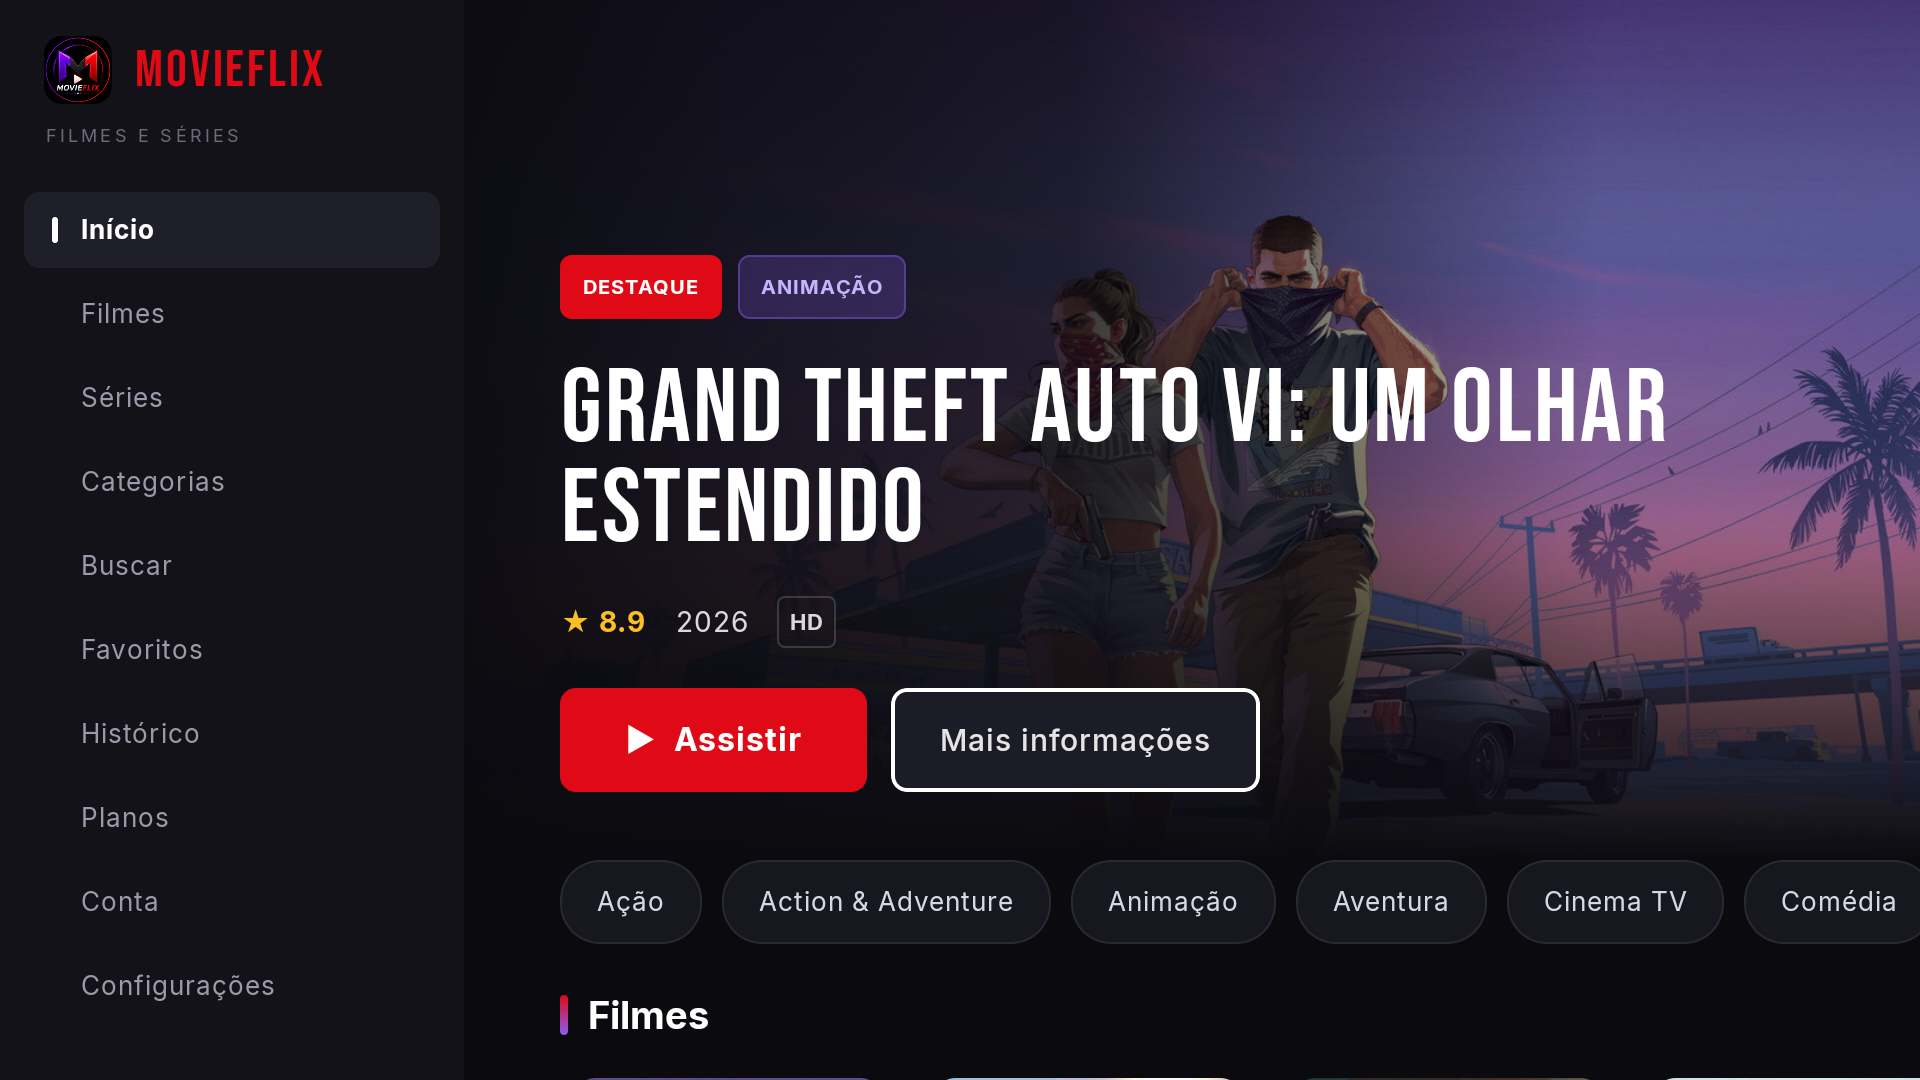 MOVIEFLIX
MOVIEFLIX
FILMES E SÉRIES
Início
Filmes
Séries
Categorias
Buscar
Favoritos
Histórico
Planos
Conta
Configurações
DESTAQUE
ANIMAÇÃO
GRAND THEFT AUTO VI: UM OLHAR
ESTENDIDO
★ 8.9 2026 HD
Assistir
Mais informações
Ação
Action & Adventure
Animação
Aventura
Cinema TV
Comédia
Filmes